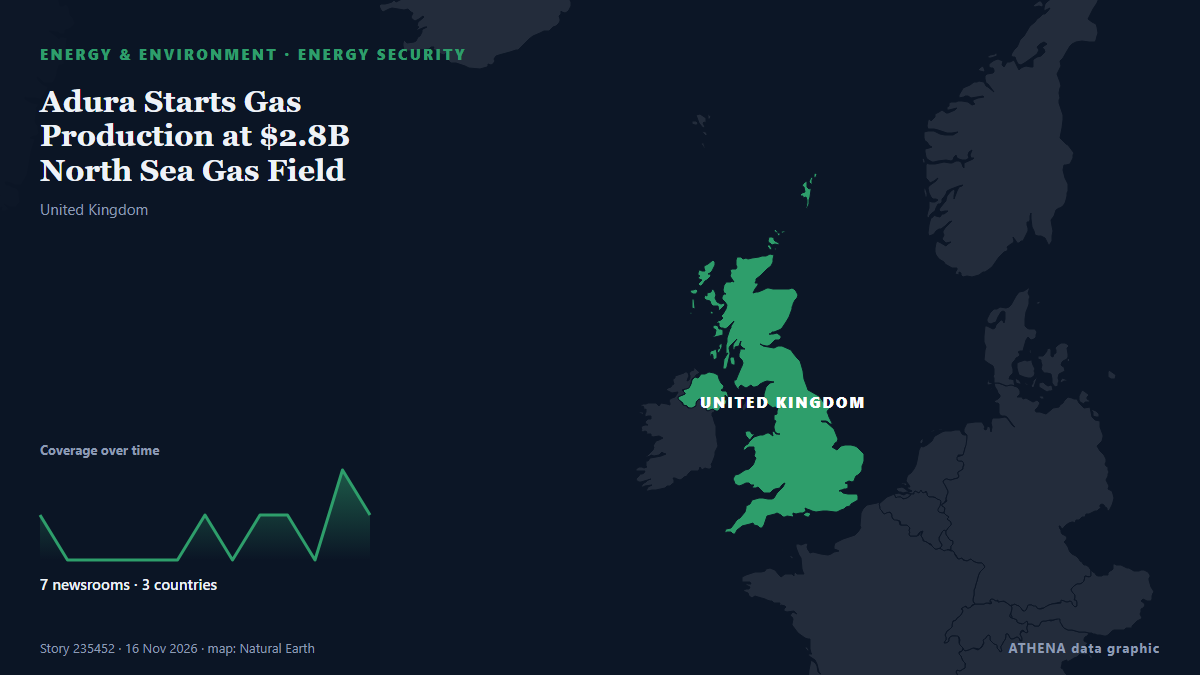 ENERGY & ENVIRONMENT · ENERGY SECURITY
Adura Starts Gas
Production at $2.8B
North Sea Gas Field
United Kingdom
UNITED KINGDOM
Coverage over time
7 newsrooms · 3 countries
Story 235452 · 16 Nov 2026 · map: Natural Earth
ATHENA data graphic